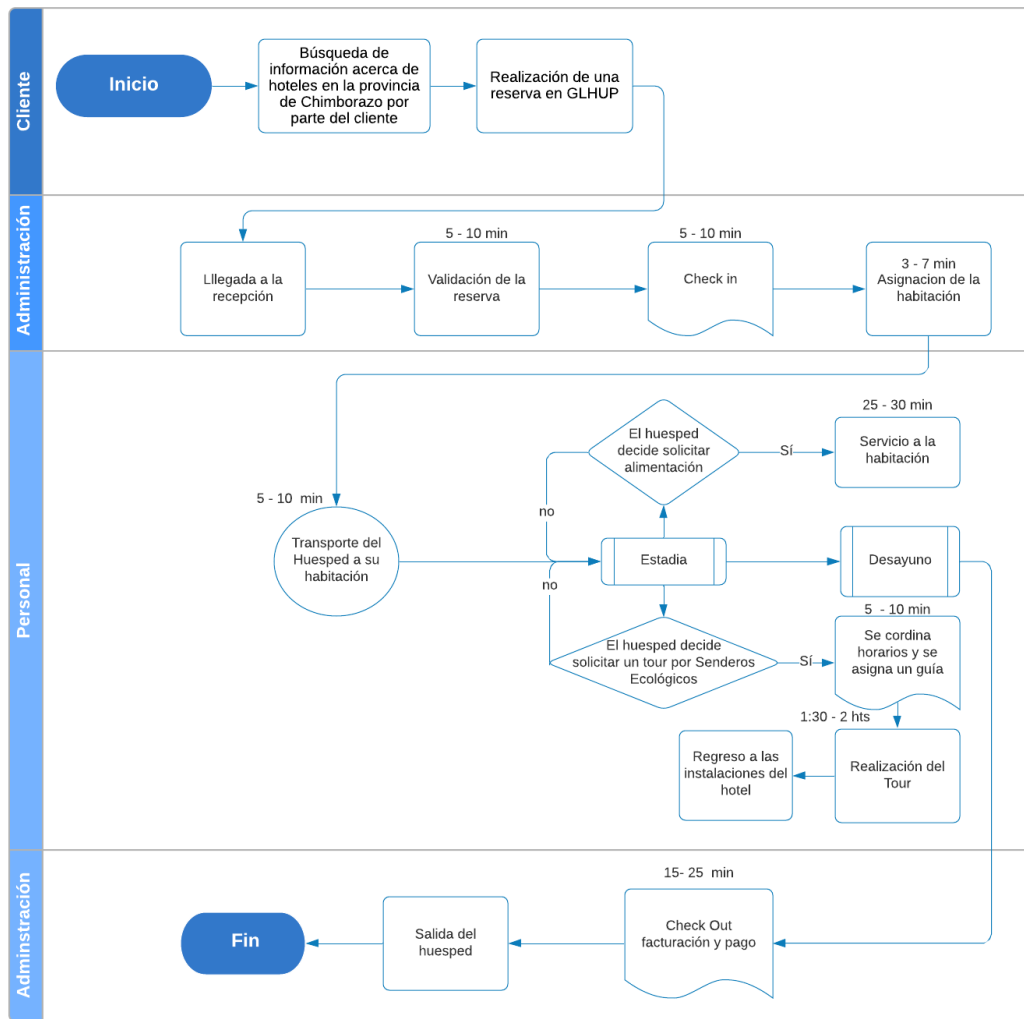 Cliente
Inicio
Búsqueda de
información acerca de
hoteles en la provincia
de Chimborazo por
parte del cliente
Realización de una
reserva en GLHUP
Administración
Lllegada a la
recepción
5 - 10 min
Validación de la
reserva
5 - 10 min
Check in
3 - 7 min
Asignacion de la
habitación
Personal
5 - 10  min
Transporte del
Huesped a su
habitación
El huesped
decide solicitar
alimentación
Sí
25 - 30 min
Servicio a la
habitación
no
Estadia
Desayuno
no
El huesped decide
solicitar un tour por Senderos
Ecológicos
Sí
5  - 10 min
Se cordina
horarios y se
asigna un guía
1:30 - 2 hts
Realización del
Tour
Regreso a las
instalaciones del
hotel
Adminstración
15- 25  min
Check Out
facturación y pago
Salida del
huesped
Fin